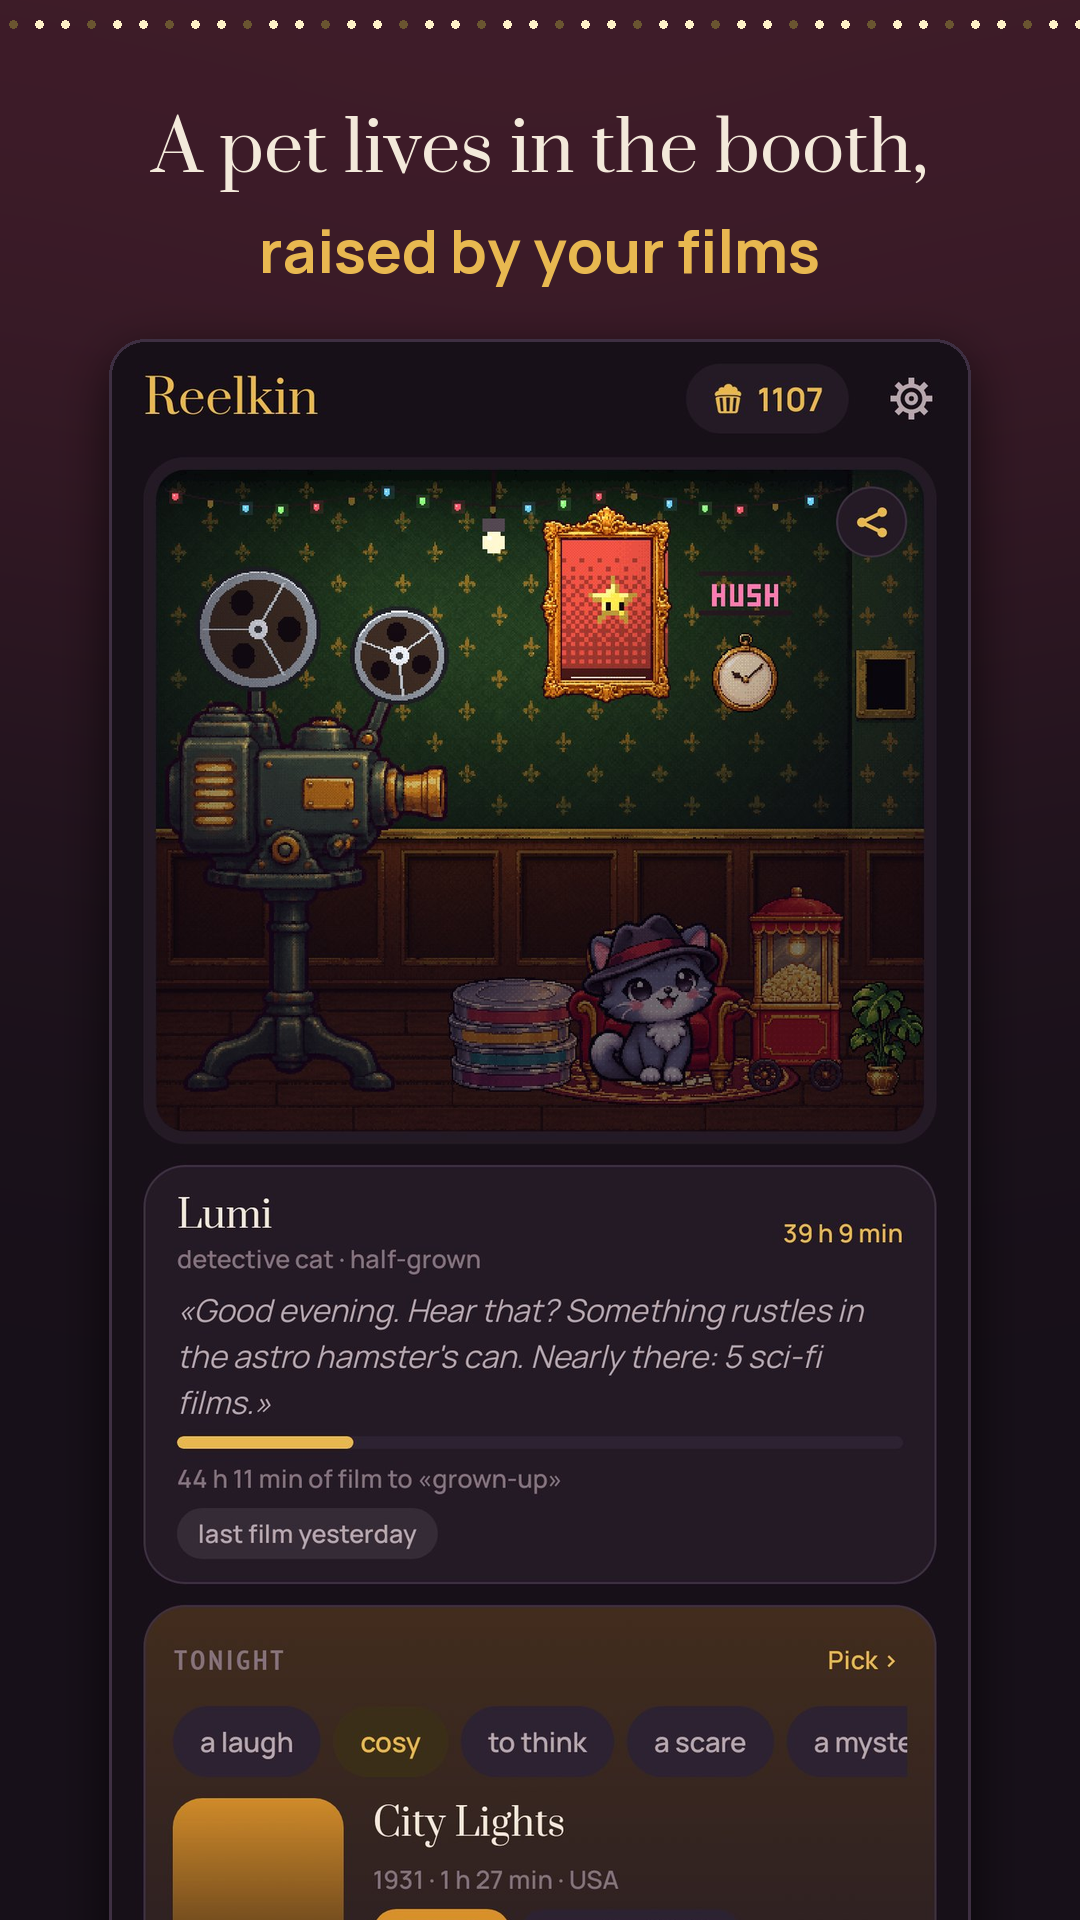 A pet lives in the booth,
raised by your films
Reelkin
1107
HUSH
Lumi
39 h 9 min
detective cat · half-grown
«Good evening. Hear that? Something rustles in
the astro hamster's can. Nearly there: 5 sci-fi
films.»
44 h 11 min of film to «grown-up»
last film yesterday
TONIGHT
Pick ›
a laugh
cosy
to think
a scare
a myste
City Lights
1931 · 1 h 27 min · USA